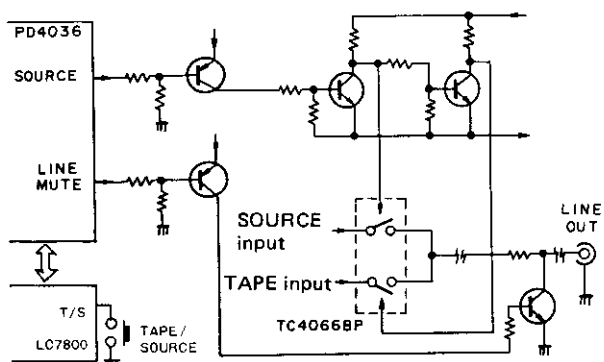 PD4036
SOURCE
LINE
MUTE
SOURCE
input
TAPE input
LINE
OUT
T/S
LC7800
TAPE/
SOURCE
TC4066BP